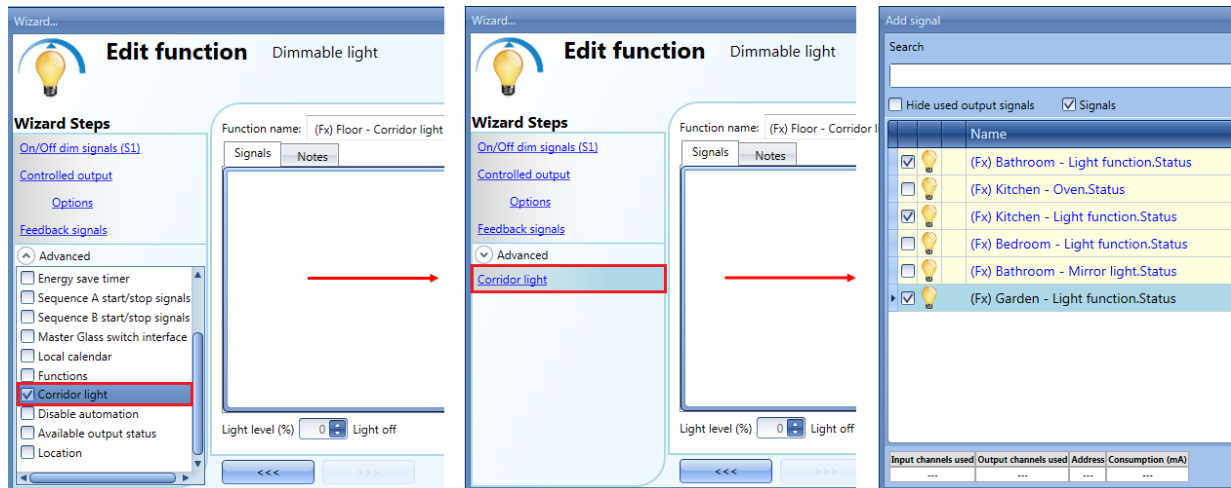 Wizard...
Edit function Dimmable light
Wizard Steps
On/Off dim signals (S1)
Controlled output
Options
Feedback signals
Advanced
Energy save timer
Sequence A start/stop signals
Sequence B start/stop signals
Master Glass switch interface
Local calendar
Functions
Corridor light
Disable automation
Available output status
Location
Function name: (Fx) Floor - Corridor light
Signals Notes
Light level (%) 0 Light off
<<< >>>
Wizard...
Edit function Dimmable light
Wizard Steps
On/Off dim signals (S1)
Controlled output
Options
Feedback signals
Advanced
Corridor light
Function name: (Fx) Floor - Corridor li
Signals Notes
Light level (%) 0 Light off
<<< >>>
Add signal
Search
Hide used output signals Signals
Name
(Fx) Bathroom - Light function.Status
(Fx) Kitchen - Oven.Status
(Fx) Kitchen - Light function.Status
(Fx) Bedroom - Light function.Status
(Fx) Bathroom - Mirror light.Status
(Fx) Garden - Light function.Status
Input channels used Output channels used Address Consumption (mA)
--- --- --- ---